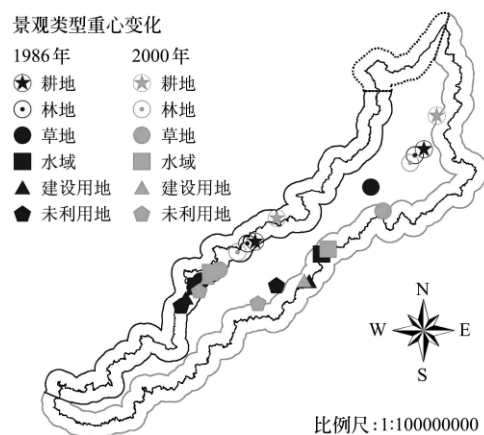 景观类型重心变化
1986年 2000年
耕地 耕地
林地 林地
草地 草地
水域 水域
建设用地 建设用地
未利用地 未利用地
N
W E
S
比例尺:1:100000000